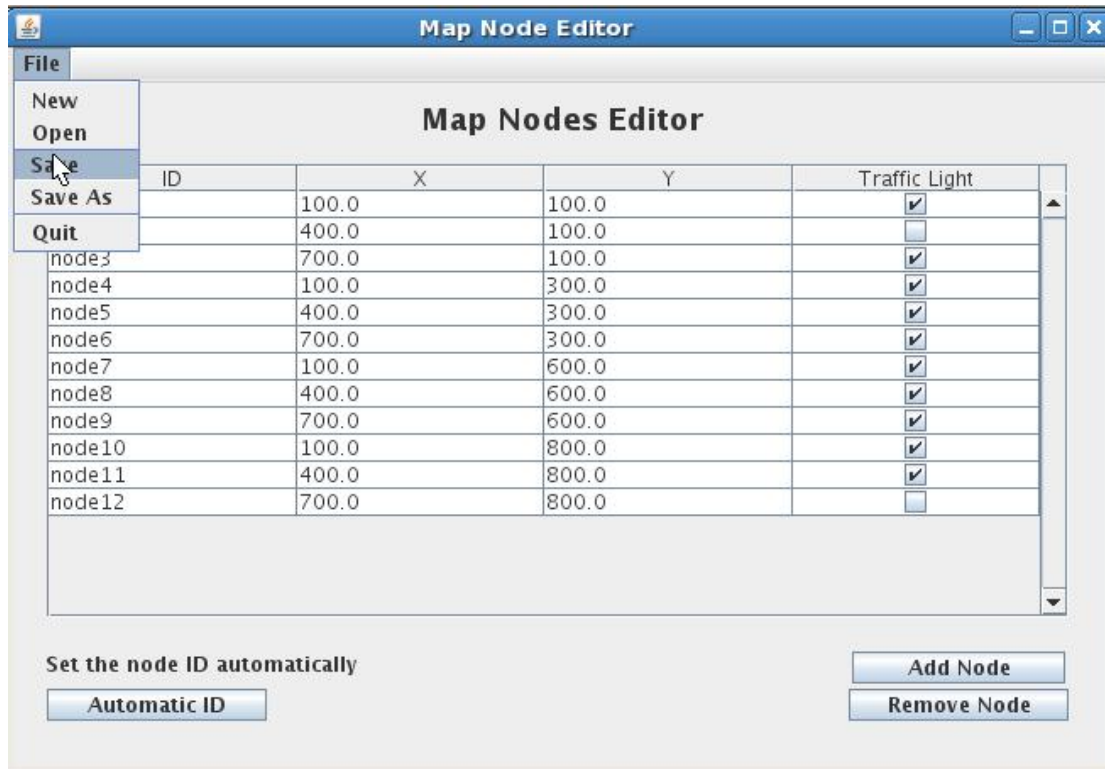 Map Node Editor
File
New
Open
Save
Save As
Quit
Map Nodes Editor
ID X Y Traffic Light
100.0 100.0
400.0 100.0
node3 700.0 100.0
node4 100.0 300.0
node5 400.0 300.0
node6 700.0 300.0
node7 100.0 600.0
node8 400.0 600.0
node9 700.0 600.0
node10 100.0 800.0
node11 400.0 800.0
node12 700.0 800.0
Set the node ID automatically
Automatic ID
Add Node
Remove Node